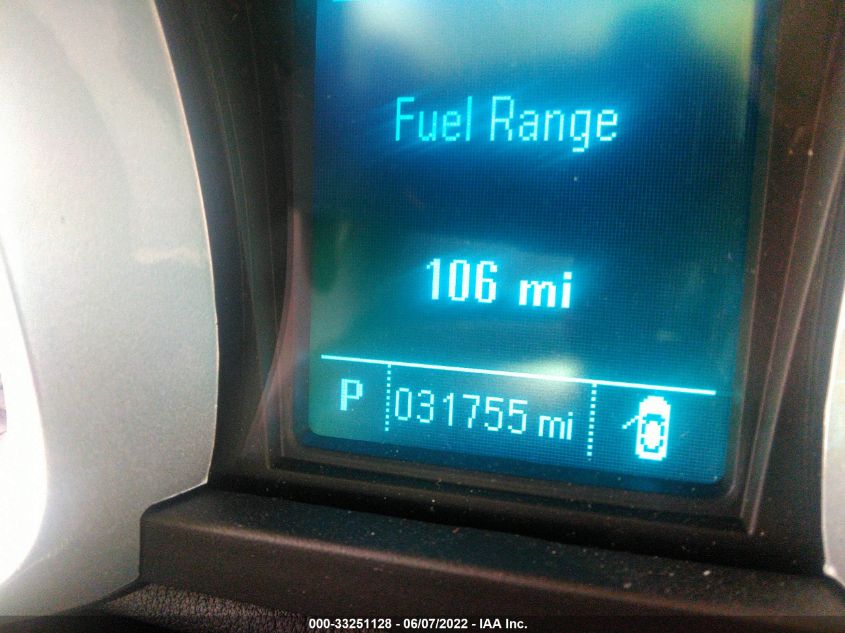 Fuel Range
106 mi
P 031755 mi
000-33251128 - 06/07/2022 - IAA Inc.